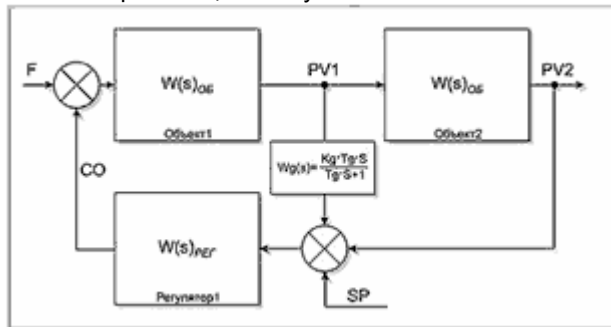 F
W(s)ОБ
Объект1
PV1
W(s)ОБ
Объект2
PV2
Wg(s)=
Kg·Tg·S
Tg·S+1
CO
W(s)РЕГ
Регулятор1
SP